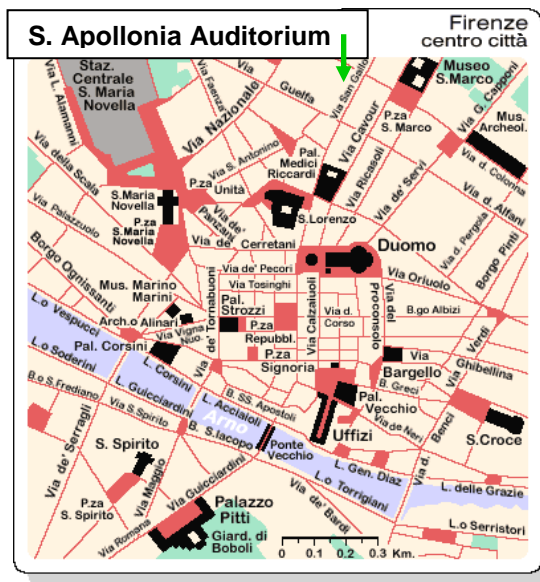 S. Apollonia Auditorium
Firenze
centro città
Staz.
Centrale
S. Maria
Novella
Via L. Alamanni
Via Faenza
Via Nazionale
Via
Guelfa
Via San Gallo
Via Cavour
Museo
S.Marco
P.za
S. Marco
Via G. Capponi
Mus.
Archeol.
Via della Scala
Via S. Antonino
Pal.
Medici
Riccardi
Via Ricasoli
Via de' Servi
Via d. Colonna
Via d. Alfani
P.za
Unità
S.Maria
Novella
P.za
S.Maria
Novella
Via de'
Panzani
S.Lorenzo
Via Palazzuolo
Borgo Ognissanti
Via de' Cerretani
Duomo
Via d. Pergola
Borgo Pinti
Via de' Pecori
Via Oriuolo
Via Tosinghi
Mus. Marino
Marini
Via de' Tornabuoni
Pal.
Strozzi
Via Calzaiuoli
Via d.
Corso
Via del
Proconsolo
B.go Albizi
L.o Vespucci
Arch.o Alinari
Via Vigna
Nuo.
P.za
Repubbl.
Via Verdi
Pal. Corsini
P.za
Signoria
Bargello
Via
Ghibellina
L.o Soderini
L. Corsini
B. Greci
B.o S.Frediano
L. Guicciardini
L. Acciaioli
B. SS. Apostoli
Pal.
Vecchio
Via de' Neri
Via d. Benci
S.Croce
Via S.Spirito
Arno
B. S.Iacopo
Uffizi
Via de' Serragli
S. Spirito
Ponte
Vecchio
L. Gen. Diaz
L. delle Grazie
Via Maggio
Via Guicciardini
L.o Torrigiani
P.za
S. Spirito
Palazzo
Pitti
Via de' Bardi
L.o Serristori
Via Romana
Giard. di
Boboli
0 0.1 0.2 0.3 Km.